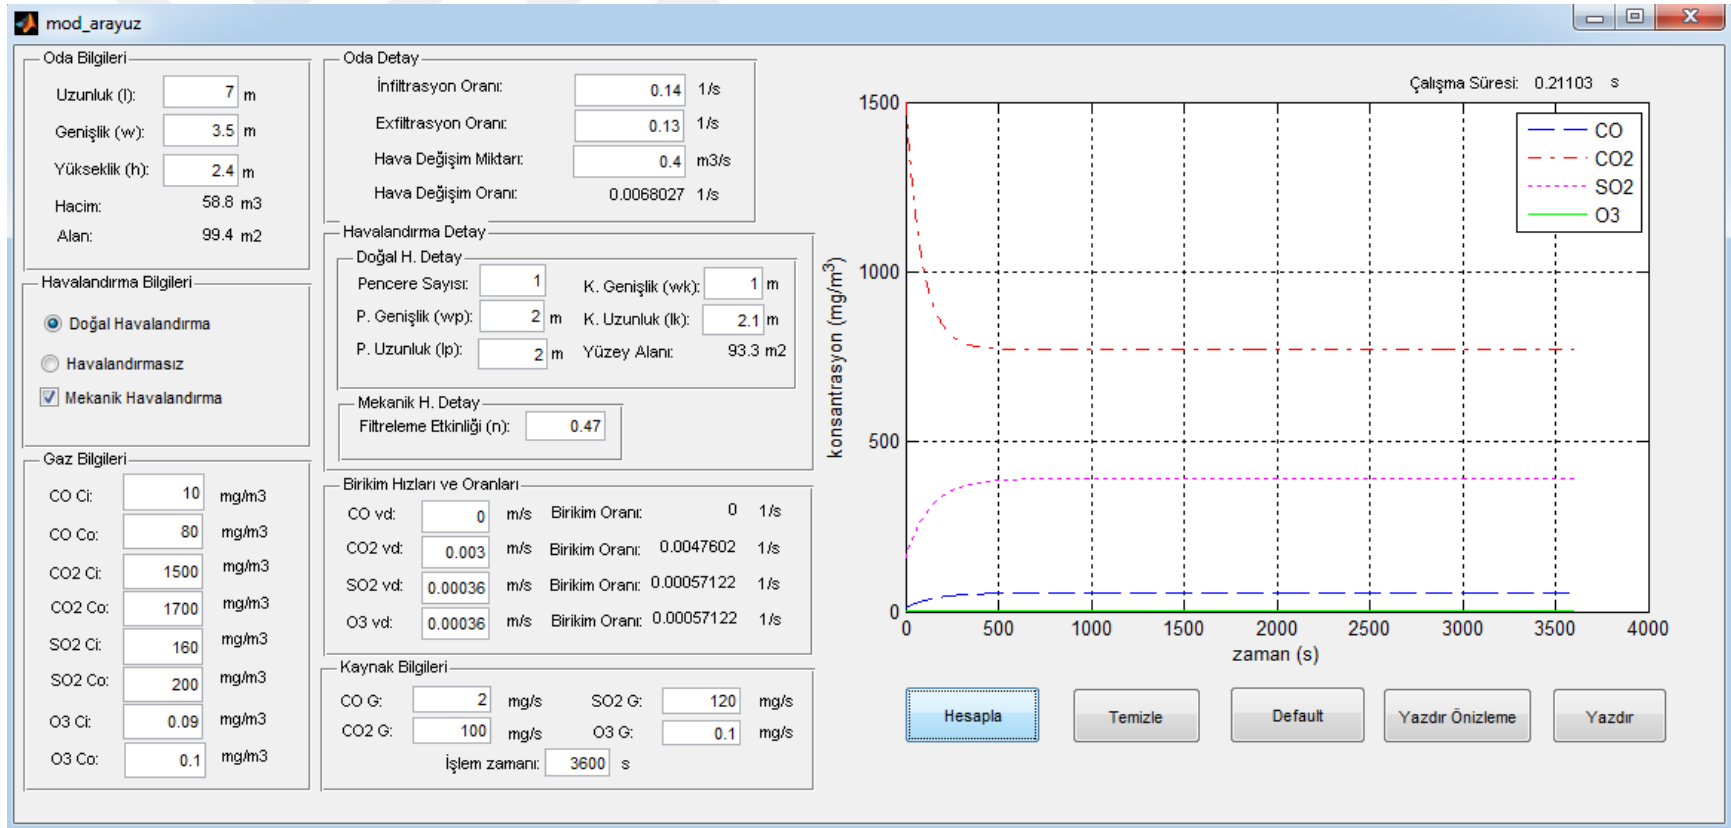 mod_arayuz
Oda Bilgileri
Uzunluk (l): 7 m
Genişlik (w): 3.5 m
Yükseklik (h): 2.4 m
Hacim: 58.8 m3
Alan: 99.4 m2
Havalandırma Bilgileri
Doğal Havalandırma
Havalandırmasız
Mekanik Havalandırma
Gaz Bilgileri
CO Ci: 10 mg/m3
CO Co: 80 mg/m3
CO2 Ci: 1500 mg/m3
CO2 Co: 1700 mg/m3
SO2 Ci: 160 mg/m3
SO2 Co: 200 mg/m3
O3 Ci: 0.09 mg/m3
O3 Co: 0.1 mg/m3
Oda Detay
İnfiltrasyon Oranı: 0.14 1/s
Exfiltrasyon Oranı: 0.13 1/s
Hava Değişim Miktarı: 0.4 m3/s
Hava Değişim Oranı: 0.0068027 1/s
Havalandırma Detay
Doğal H. Detay
Pencere Sayısı: 1 K. Genişlik (wk): 1 m
P. Genişlik (wp): 2 m K. Uzunluk (lk): 2.1 m
P. Uzunluk (lp): 2 m Yüzey Alanı: 93.3 m2
Mekanik H. Detay
Filtreleme Etkinliği (n): 0.47
Birikim Hızları ve Oranları
CO vd: 0 m/s Birikim Oranı: 0 1/s
CO2 vd: 0.003 m/s Birikim Oranı: 0.0047602 1/s
SO2 vd: 0.00036 m/s Birikim Oranı: 0.00057122 1/s
O3 vd: 0.00036 m/s Birikim Oranı: 0.00057122 1/s
Kaynak Bilgileri
CO G: 2 mg/s SO2 G: 120 mg/s
CO2 G: 100 mg/s O3 G: 0.1 mg/s
İşlem zamanı: 3600 s
Çalışma Süresi: 0.21103 s
1500
1000
500
0
konsantrasyon (mg/m³)
CO
CO2
SO2
O3
0 500 1000 1500 2000 2500 3000 3500 4000
zaman (s)
Hesapla Temizle Default Yazdır Önizleme Yazdır